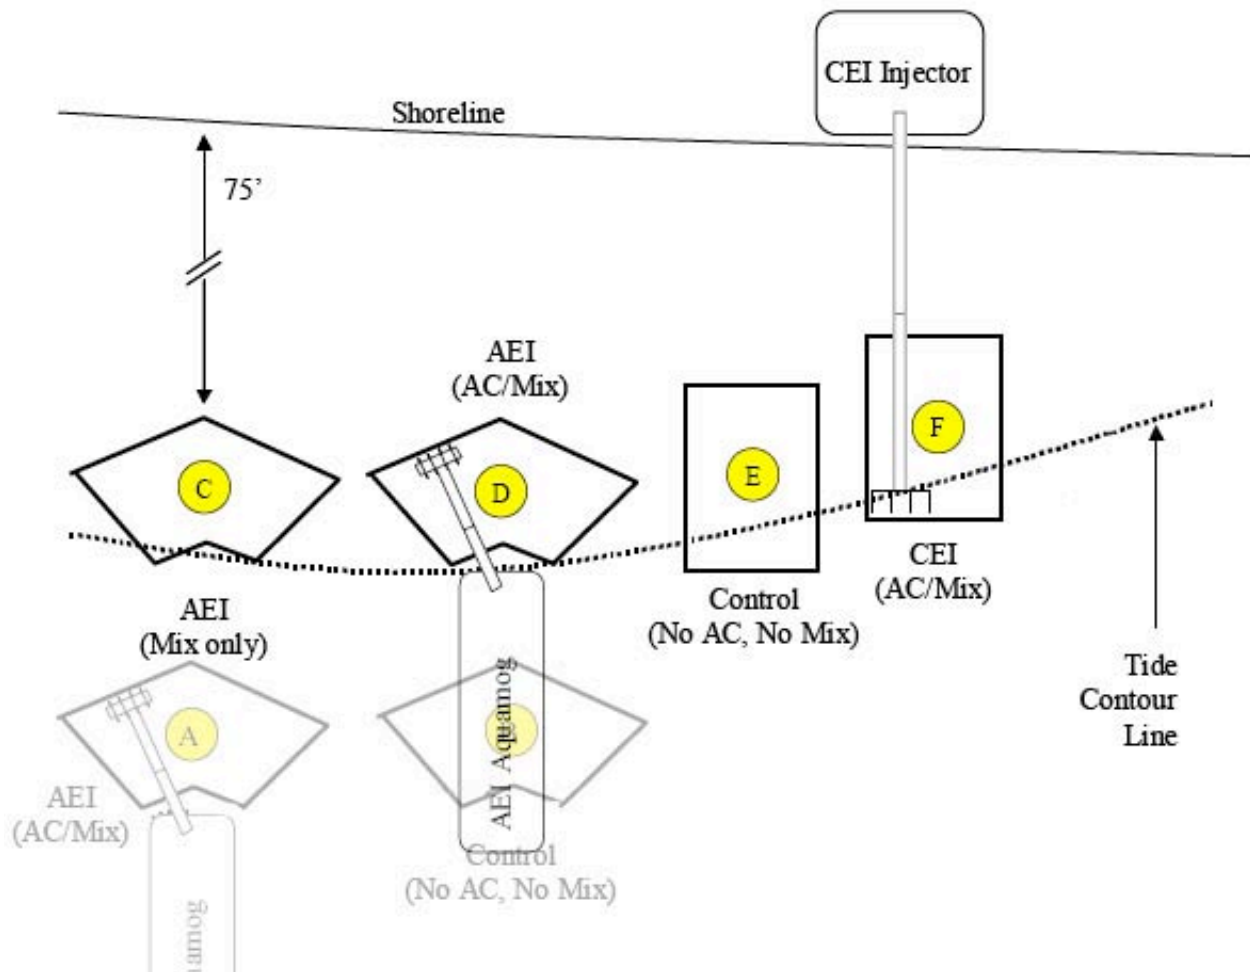 CEI Injector
Shoreline
75’
AEI
(AC/Mix)
C
D
E
F
AEI
(Mix only)
Control
(No AC, No Mix)
CEI
(AC/Mix)
Tide
Contour
Line
AEI Aquamog
A
AEI
(AC/Mix)
Control
(No AC, No Mix)